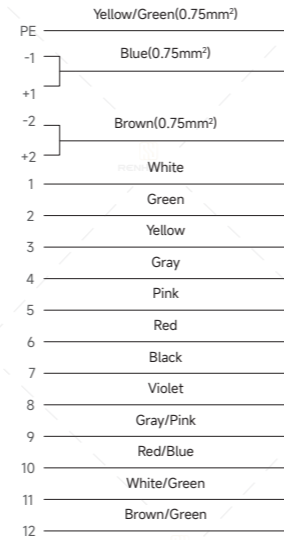 Yellow/Green(0.75mm²)
PE
-1
Blue(0.75mm²)
+1
-2
Brown(0.75mm²)
+2
White
1
Green
2
Yellow
3
Gray
4
Pink
5
Red
6
Black
7
Violet
8
Gray/Pink
9
Red/Blue
10
White/Green
11
Brown/Green
12